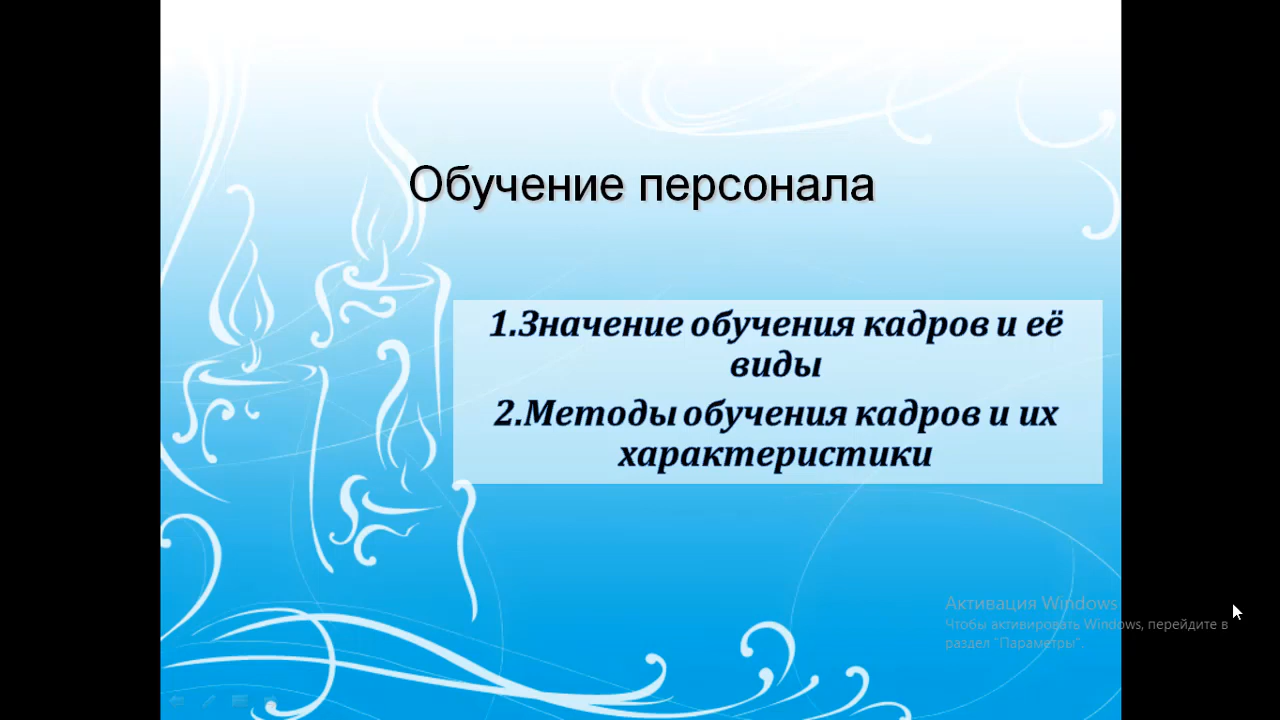 Обучение персонала
1.Значение обучения кадров и её
виды
2.Методы обучения кадров и их
характеристики
Активация Windows
Чтобы активировать Windows, перейдите в
раздел "Параметры".